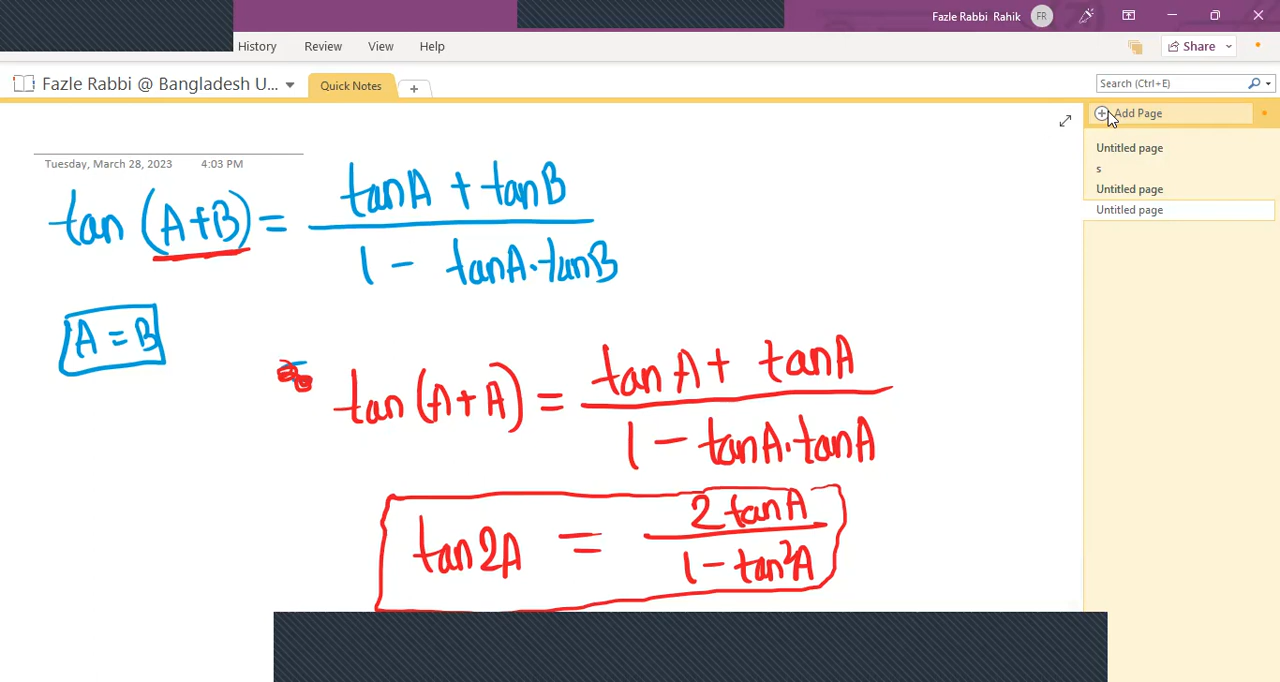 Fazle Rabbi Rahik FR
History Review View Help Share
Fazle Rabbi @ Bangladesh U... Quick Notes + Search (Ctrl+E)
Add Page
Untitled page
s
Untitled page
Untitled page
Tuesday, March 28, 2023 4:03 PM
tan (A+B) = (tanA + tanB) / (1 - tanA·tanB)
A = B
tan (A+A) = (tanA + tanA) / (1 - tanA·tanA)
tan2A = 2 tanA / (1 - tan²A)